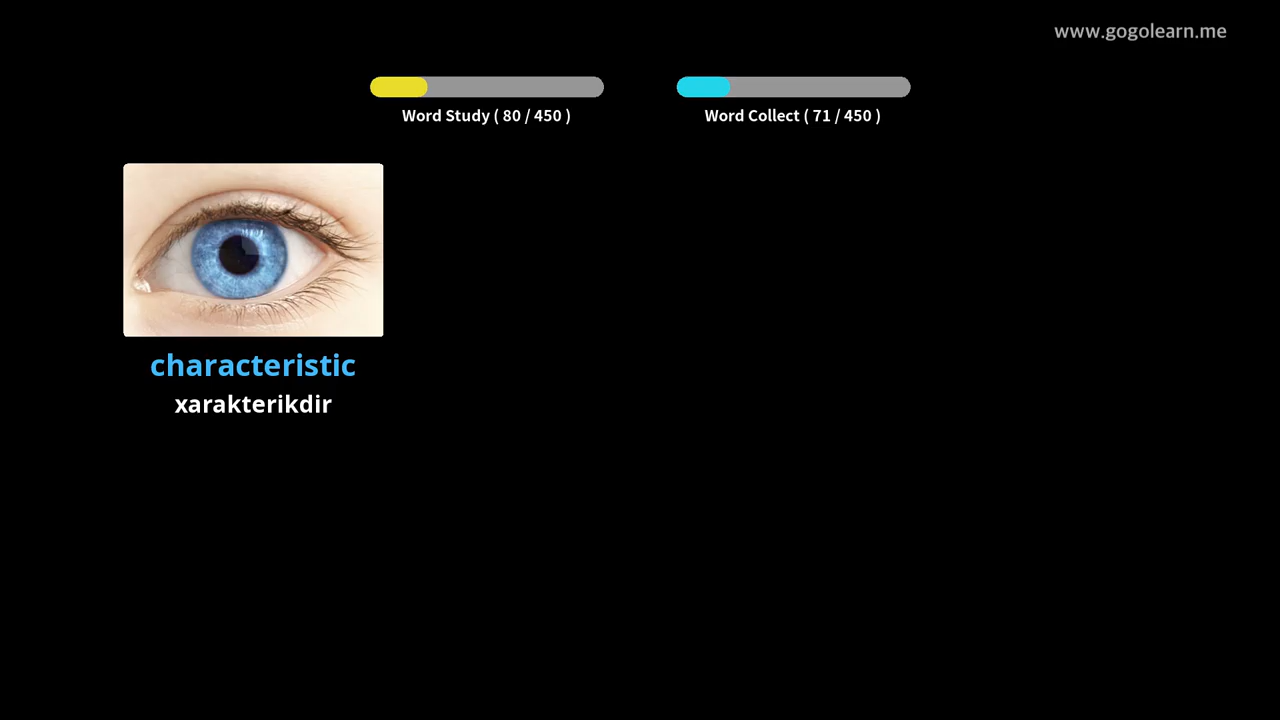 www.gogolearn.me
Word Study ( 80 / 450 )
Word Collect ( 71 / 450 )
characteristic
xarakterikdir